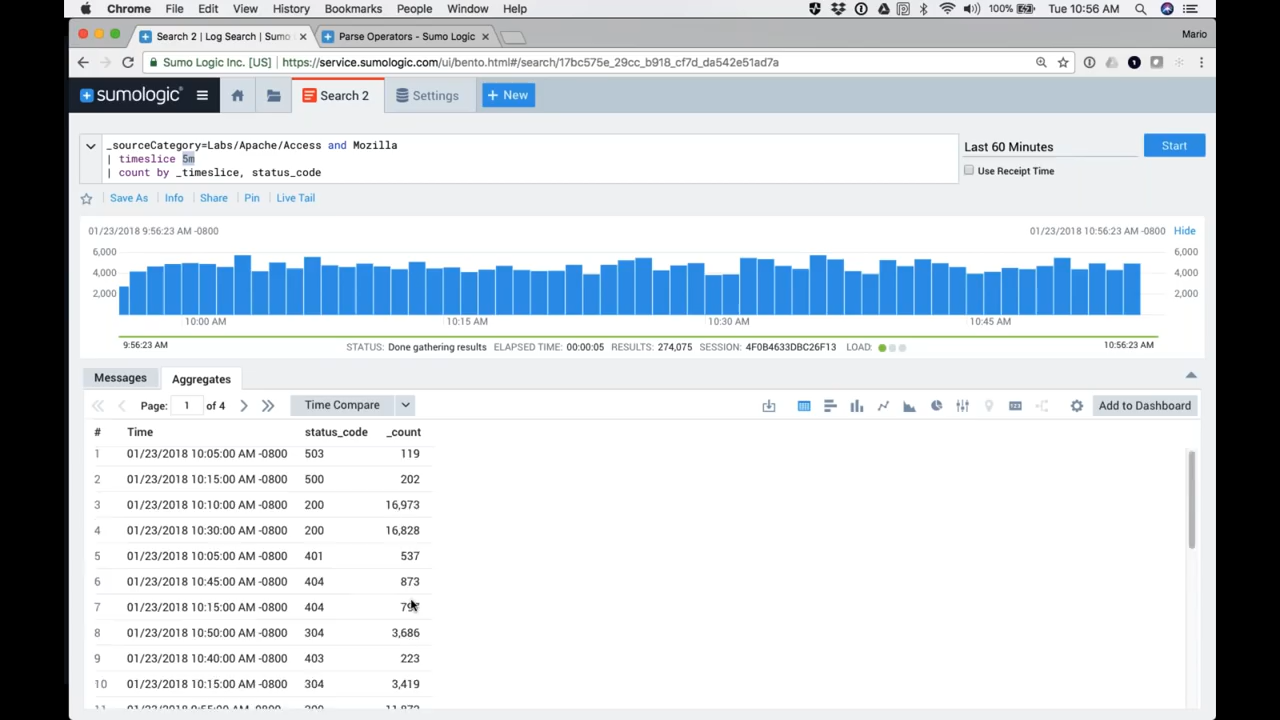 Chrome File Edit View History Bookmarks People Window Help 100% Tue 10:56 AM
Search 2 | Log Search | Sumo Parse Operators - Sumo Logic Mario
Sumo Logic Inc. [US] https://service.sumologic.com/ui/bento.html#/search/17bc575e_29cc_b918_cf7d_da542e51ad7a
sumologic Search 2 Settings + New
_sourceCategory=Labs/Apache/Access and Mozilla Last 60 Minutes Start
| timeslice 5m
| count by _timeslice, status_code Use Receipt Time
Save As Info Share Pin Live Tail
01/23/2018 9:56:23 AM -0800 01/23/2018 10:56:23 AM -0800 Hide
6,000 6,000
4,000 4,000
2,000 2,000
10:00 AM 10:15 AM 10:30 AM 10:45 AM
9:56:23 AM STATUS: Done gathering results ELAPSED TIME: 00:00:05 RESULTS: 274,075 SESSION: 4F0B4633DBC26F13 LOAD: 10:56:23 AM
Messages Aggregates
Page: 1 of 4 Time Compare Add to Dashboard
# Time status_code _count
1 01/23/2018 10:05:00 AM -0800 503 119
2 01/23/2018 10:15:00 AM -0800 500 202
3 01/23/2018 10:10:00 AM -0800 200 16,973
4 01/23/2018 10:30:00 AM -0800 200 16,828
5 01/23/2018 10:05:00 AM -0800 401 537
6 01/23/2018 10:45:00 AM -0800 404 873
7 01/23/2018 10:15:00 AM -0800 404
8 01/23/2018 10:50:00 AM -0800 304 3,686
9 01/23/2018 10:40:00 AM -0800 403 223
10 01/23/2018 10:15:00 AM -0800 304 3,419